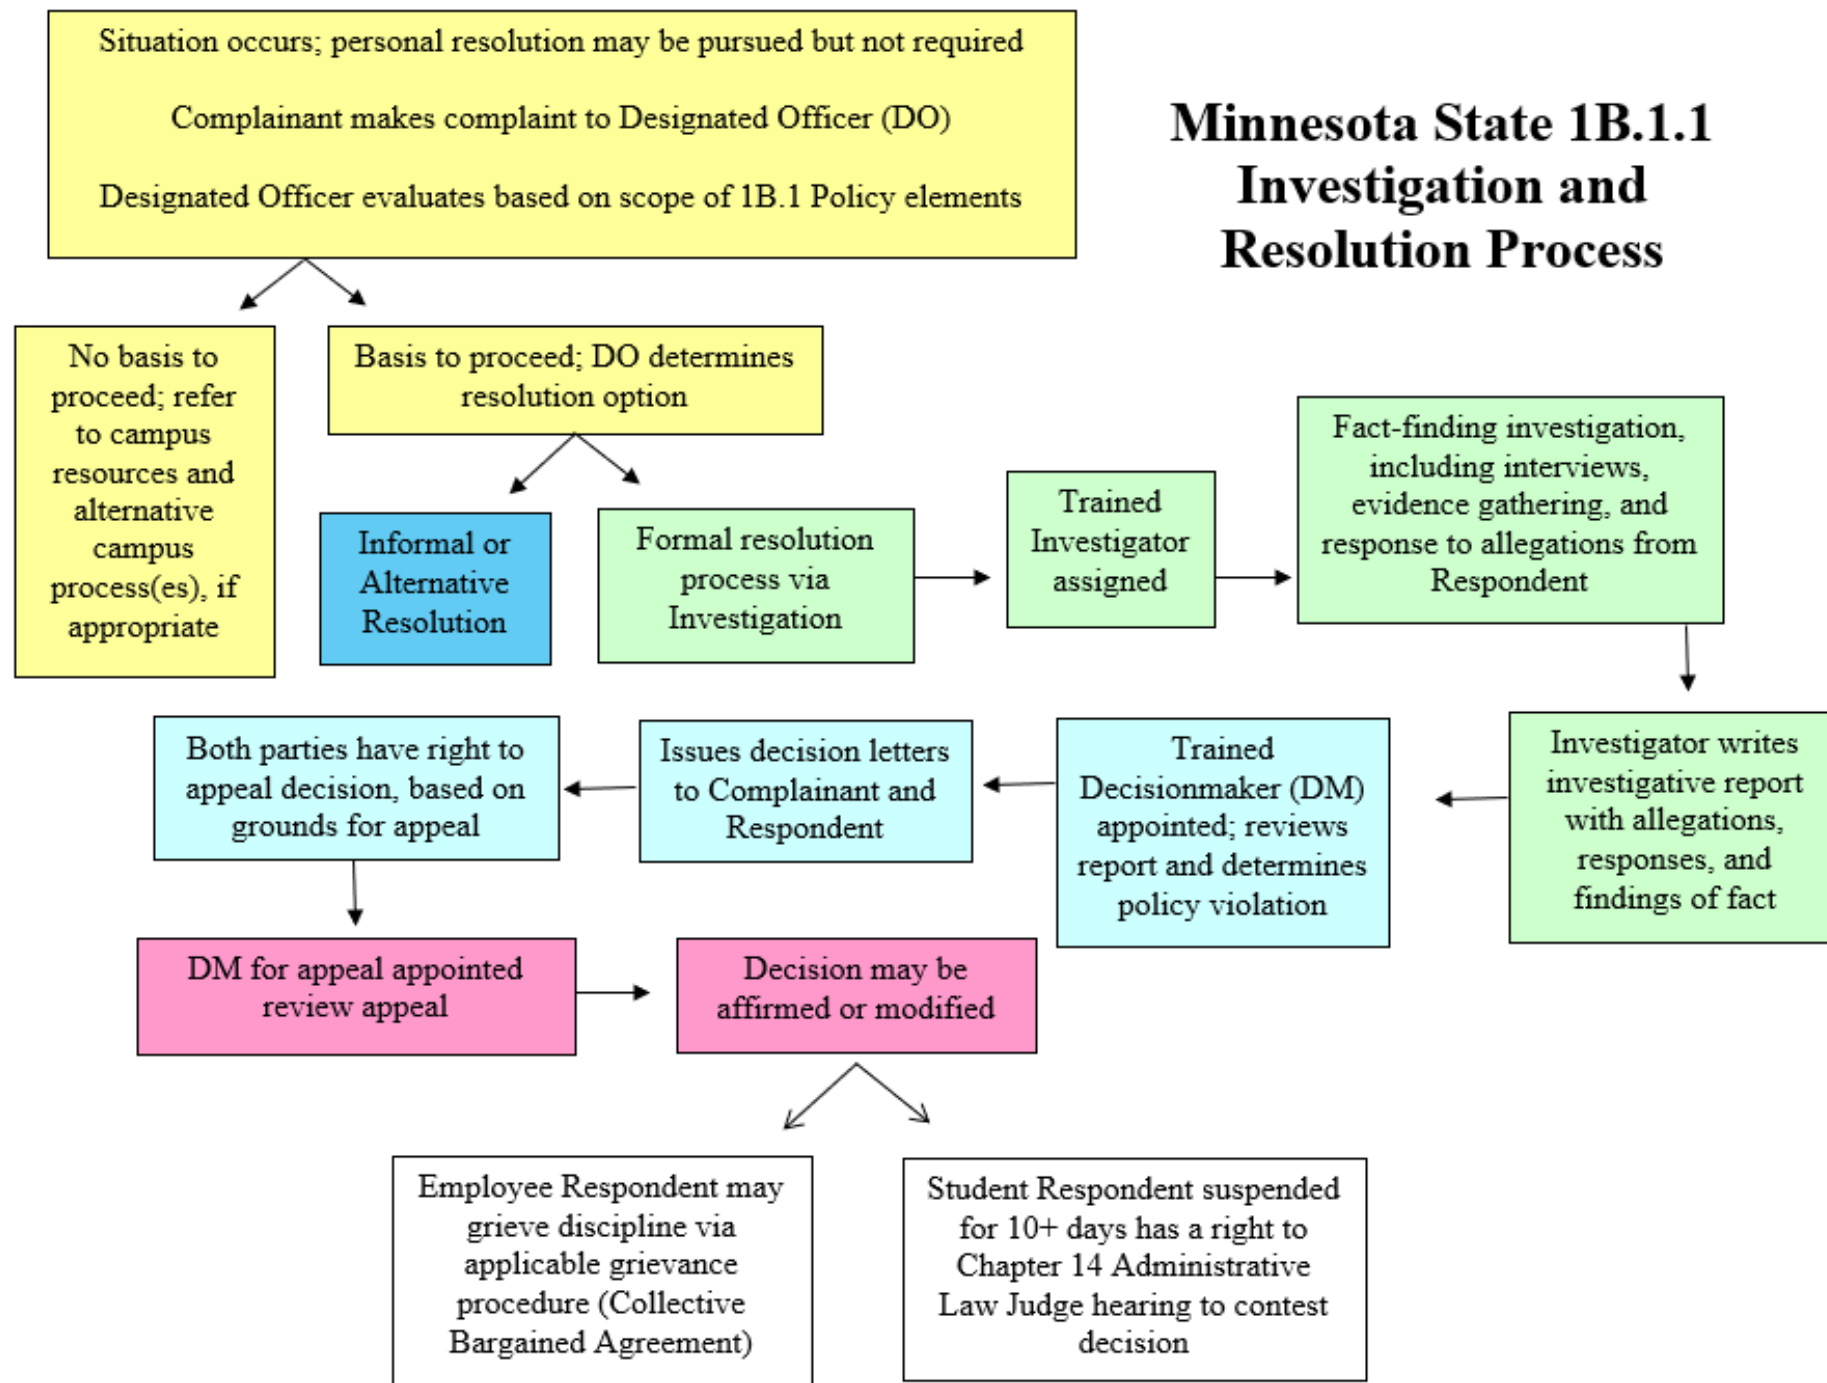 Situation occurs; personal resolution may be pursued but not required
Complainant makes complaint to Designated Officer (DO)
Designated Officer evaluates based on scope of 1B.1 Policy elements
Minnesota State 1B.1.1
Investigation and
Resolution Process
No basis to
proceed; refer
to campus
resources and
alternative
campus
process(es), if
appropriate
Basis to proceed; DO determines
resolution option
Informal or
Alternative
Resolution
Formal resolution
process via
Investigation
Trained
Investigator
assigned
Fact-finding investigation,
including interviews,
evidence gathering, and
response to allegations from
Respondent
Investigator writes
investigative report
with allegations,
responses, and
findings of fact
Trained
Decisionmaker (DM)
appointed; reviews
report and determines
policy violation
Issues decision letters
to Complainant and
Respondent
Both parties have right to
appeal decision, based on
grounds for appeal
DM for appeal appointed
review appeal
Decision may be
affirmed or modified
Employee Respondent may
grieve discipline via
applicable grievance
procedure (Collective
Bargained Agreement)
Student Respondent suspended
for 10+ days has a right to
Chapter 14 Administrative
Law Judge hearing to contest
decision